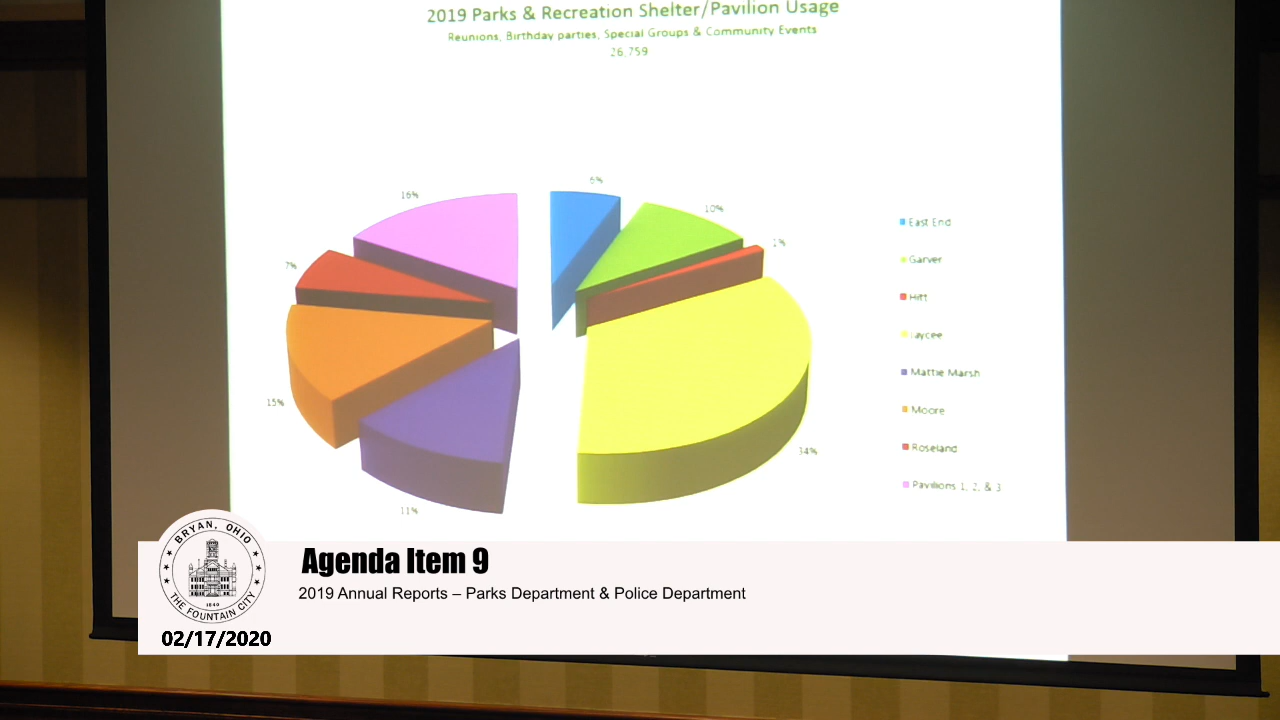 2019 Parks & Recreation Shelter/Pavilion Usage
Reunions, Birthday parties, Special Groups & Community Events
26,759
6%
16%
10%
1%
7%
15%
34%
11%
East End
Garver
Hitt
Jaycee
Mattie Marsh
Moore
Roseland
Pavilions 1, 2, & 3
BRYAN, OHIO
1840
THE FOUNTAIN CITY
02/17/2020
Agenda Item 9
2019 Annual Reports – Parks Department & Police Department